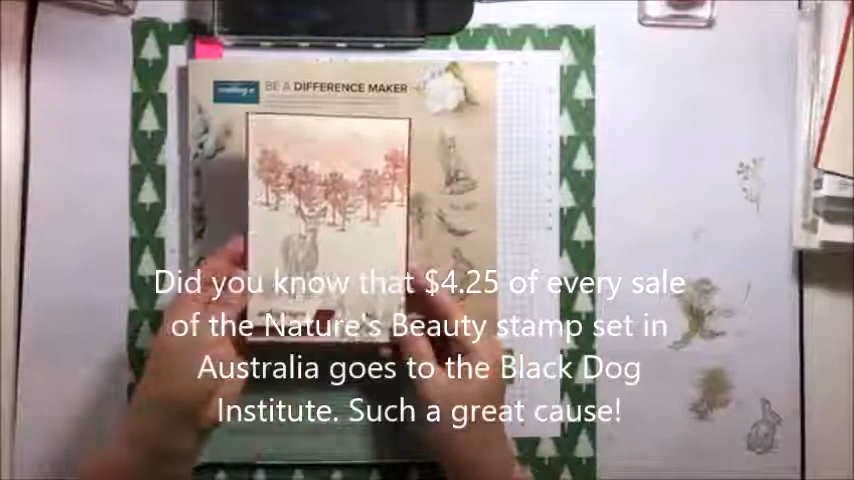 BE A DIFFERENCE MAKER
Did you know that $4.25 of every sale
of the Nature's Beauty stamp set in
Australia goes to the Black Dog
Institute. Such a great cause!